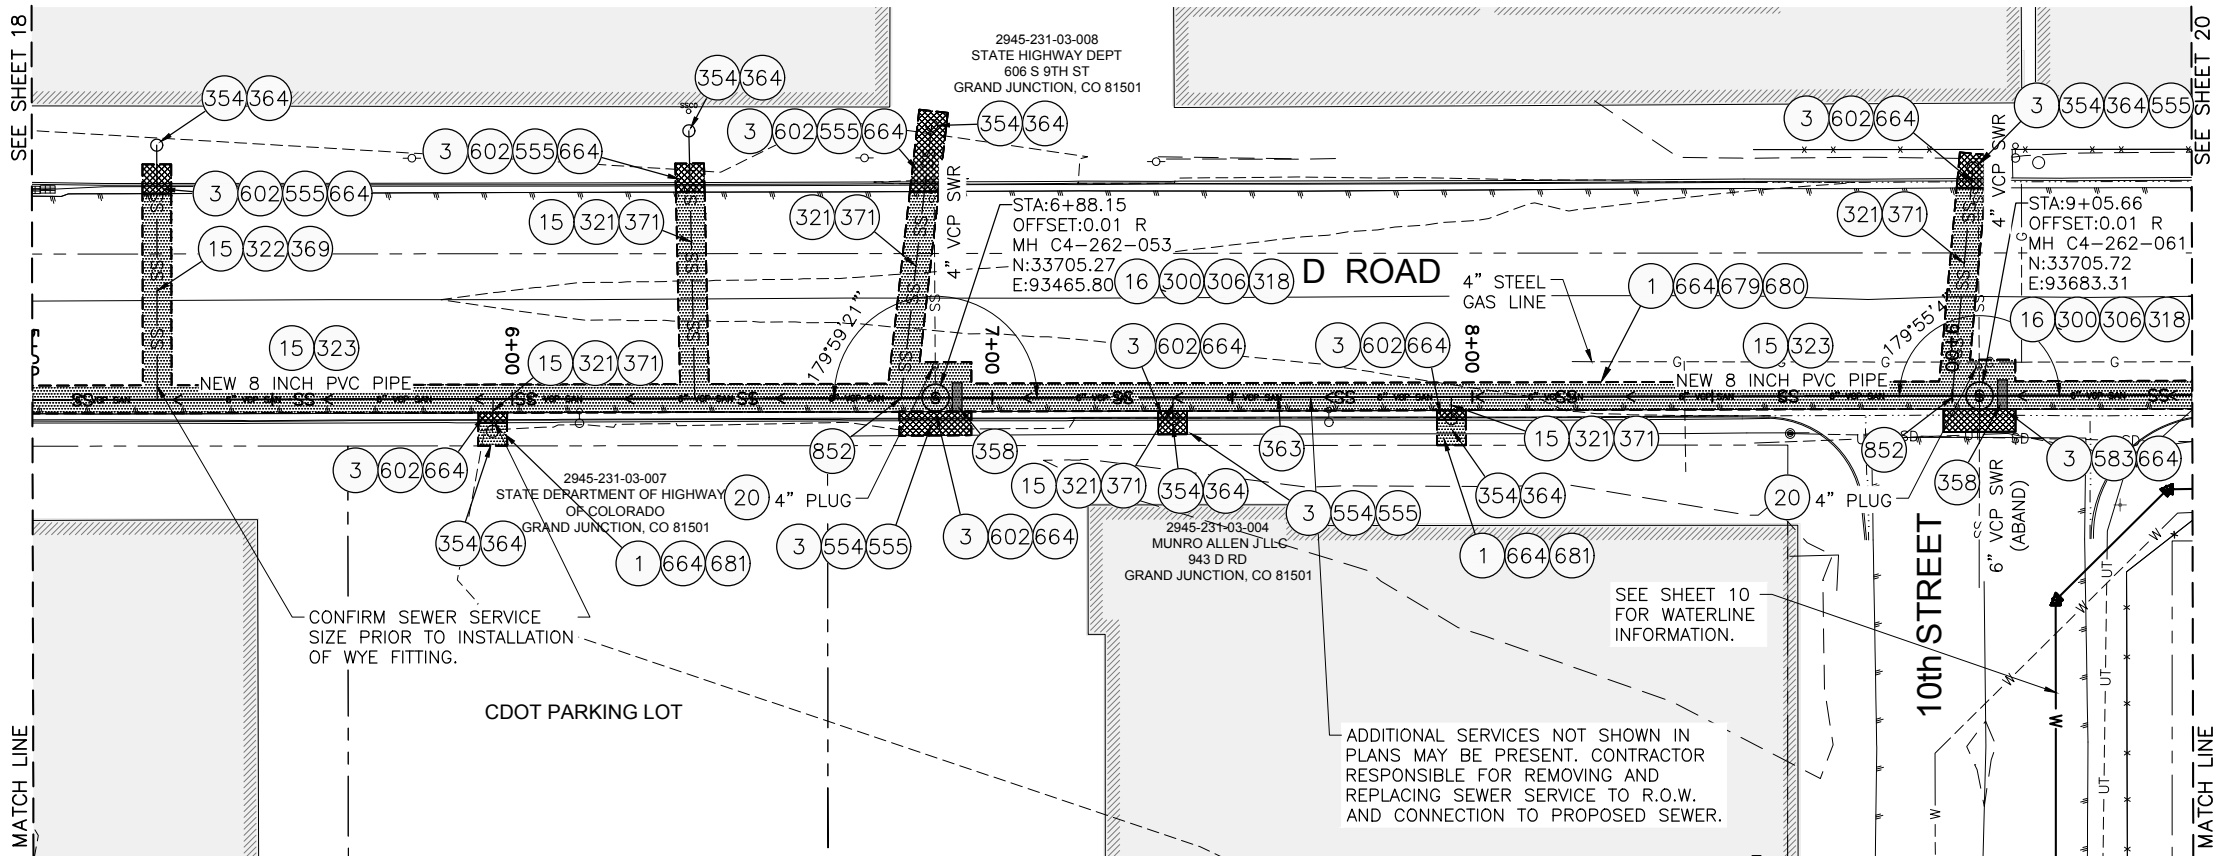 SEE SHEET 18
MATCH LINE
SEE SHEET 20
MATCH LINE
2945-231-03-008
STATE HIGHWAY DEPT
606 S 9TH ST
GRAND JUNCTION, CO 81501
354 364
354 364
3 602 555 664
3 602 555 664
354 364
3 602 664
3 354 364 555
3 602 555 664
15 322 369
15 321 371
321 371
4" VCP SWR
STA:6+88.15
OFFSET:0.01 R
MH C4-262-053
N:33705.27
E:93465.80
16 300 306 318
D ROAD
4" STEEL
GAS LINE
1 664 679 680
321 371
4" VCP SWR
STA:9+05.66
OFFSET:0.01 R
MH C4-262-061
N:33705.72
E:93683.31
16 300 306 318
15 323
6+00
15 321 371
179°59'21"
7+00
3 602 664
3 602 664
8+00
15 323
179°55'4"
9+00
NEW 8 INCH PVC PIPE
NEW 8 INCH PVC PIPE
SS
6" VCP SAN
G
3 602 664
2945-231-03-007
STATE DEPARTMENT OF HIGHWAY
OF COLORADO
GRAND JUNCTION, CO 81501
852
20 4" PLUG
358
15 321 371
354 364
363
15 321 371
354 364
852
20 4" PLUG
358
3 583 664
354 364
1 664 681
3 554 555
3 602 664
3 554 555
1 664 681
2945-231-03-004
MUNRO ALLEN J LLC
943 D RD
GRAND JUNCTION, CO 81501
6" VCP SWR
(ABAND)
10th STREET
CONFIRM SEWER SERVICE
SIZE PRIOR TO INSTALLATION
OF WYE FITTING.
SEE SHEET 10
FOR WATERLINE
INFORMATION.
CDOT PARKING LOT
ADDITIONAL SERVICES NOT SHOWN IN
PLANS MAY BE PRESENT. CONTRACTOR
RESPONSIBLE FOR REMOVING AND
REPLACING SEWER SERVICE TO R.O.W.
AND CONNECTION TO PROPOSED SEWER.
W
UT